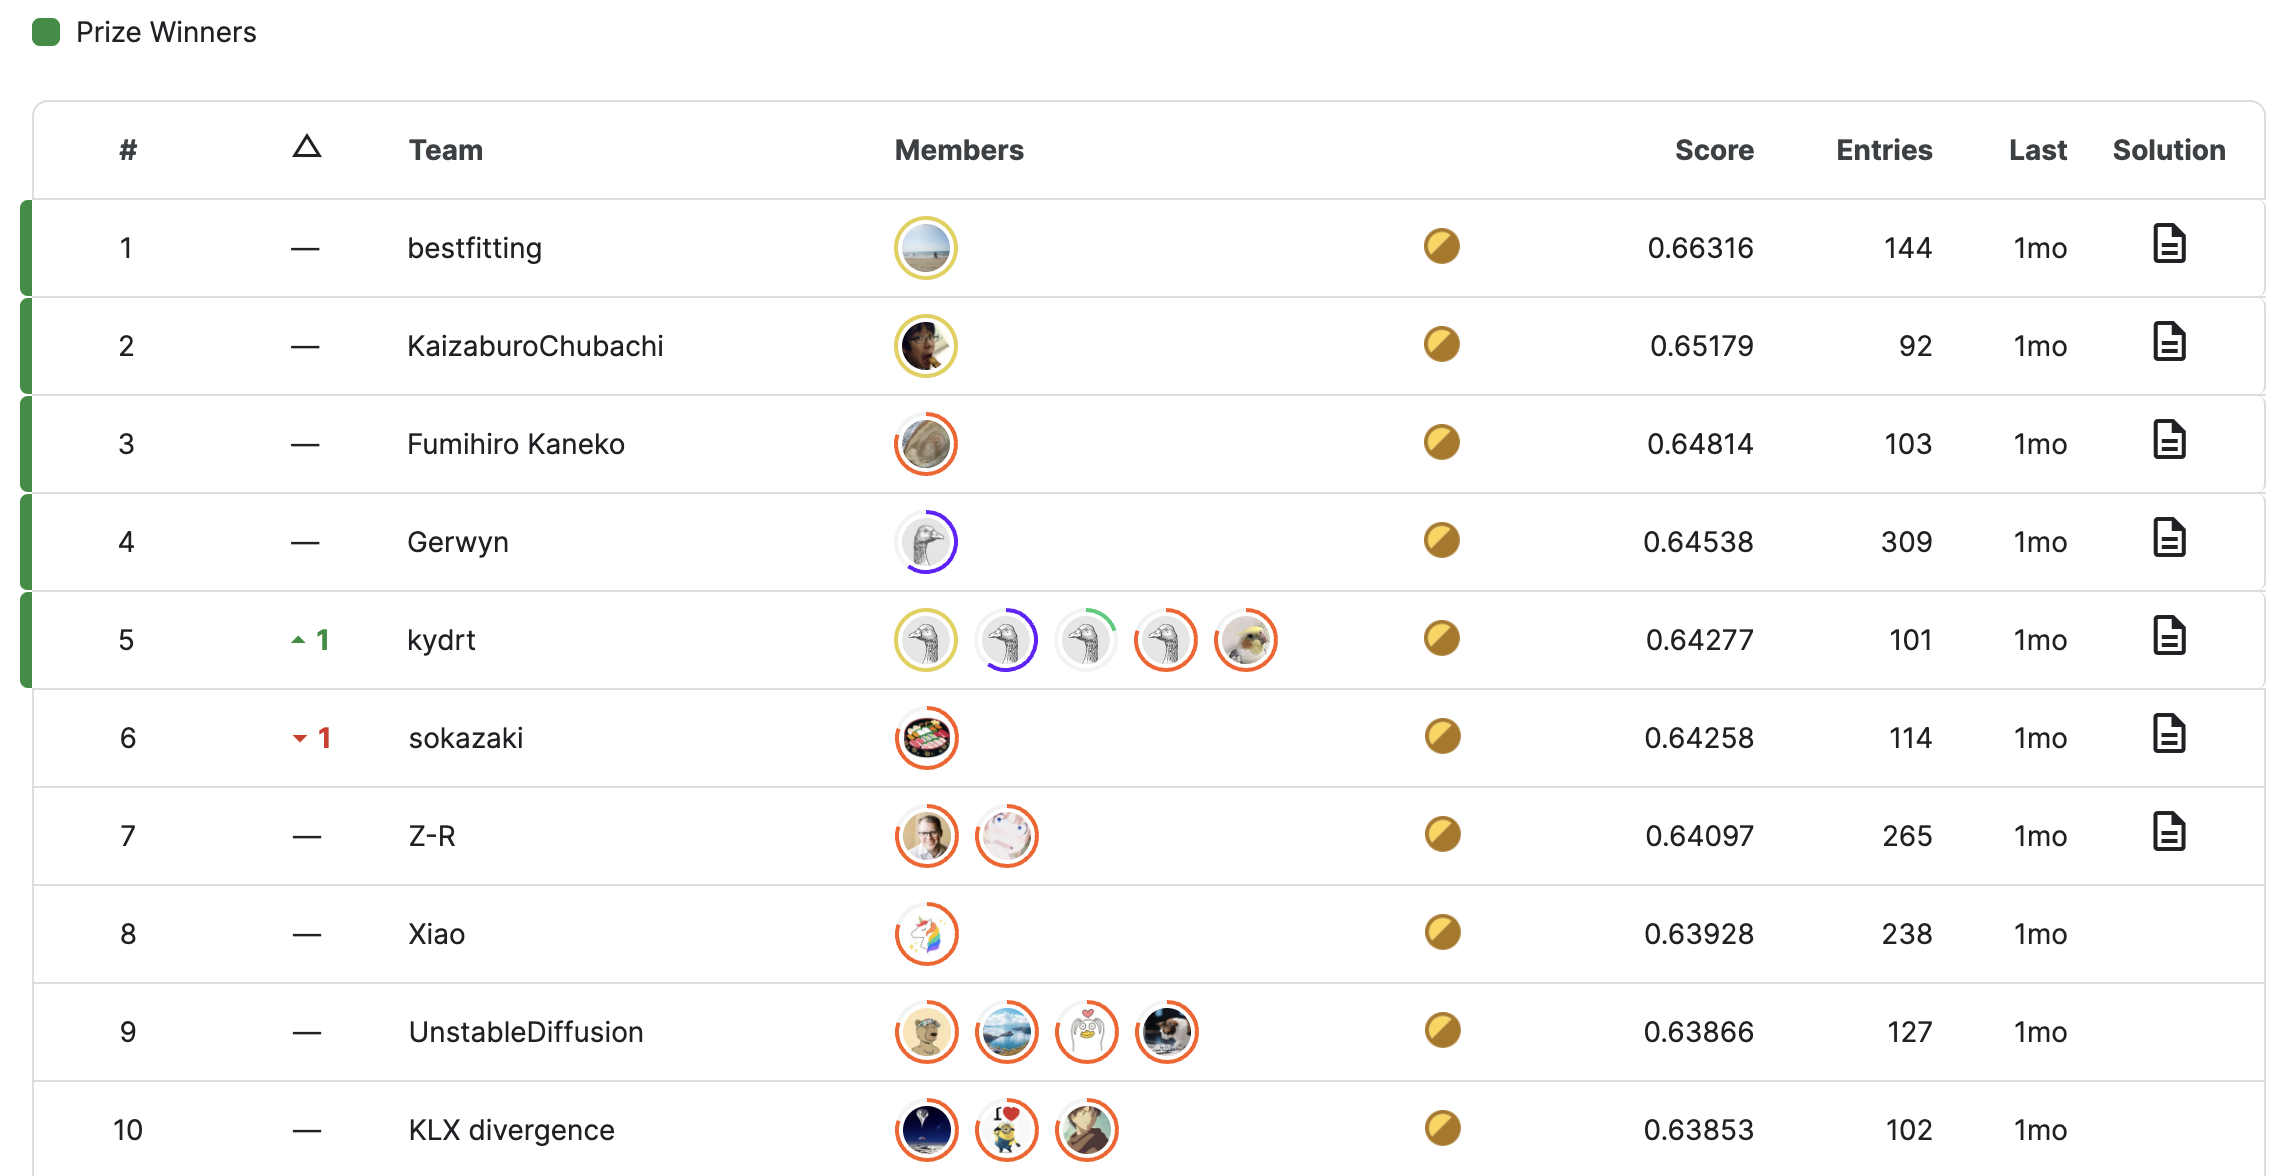 Prize Winners
# △ Team Members Score Entries Last Solution
1 — bestfitting 0.66316 144 1mo
2 — KaizaburoChubachi 0.65179 92 1mo
3 — Fumihiro Kaneko 0.64814 103 1mo
4 — Gerwyn 0.64538 309 1mo
5 ▲ 1 kydrt 0.64277 101 1mo
6 ▼ 1 sokazaki 0.64258 114 1mo
7 — Z-R 0.64097 265 1mo
8 — Xiao 0.63928 238 1mo
9 — UnstableDiffusion 0.63866 127 1mo
10 — KLX divergence I 0.63853 102 1mo